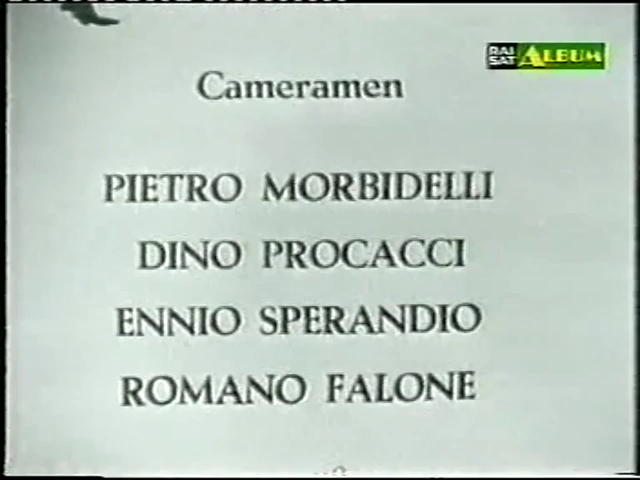 RAI
SAT ALBUM
Cameramen
PIETRO MORBIDELLI
DINO PROCACCI
ENNIO SPERANDIO
ROMANO FALONE